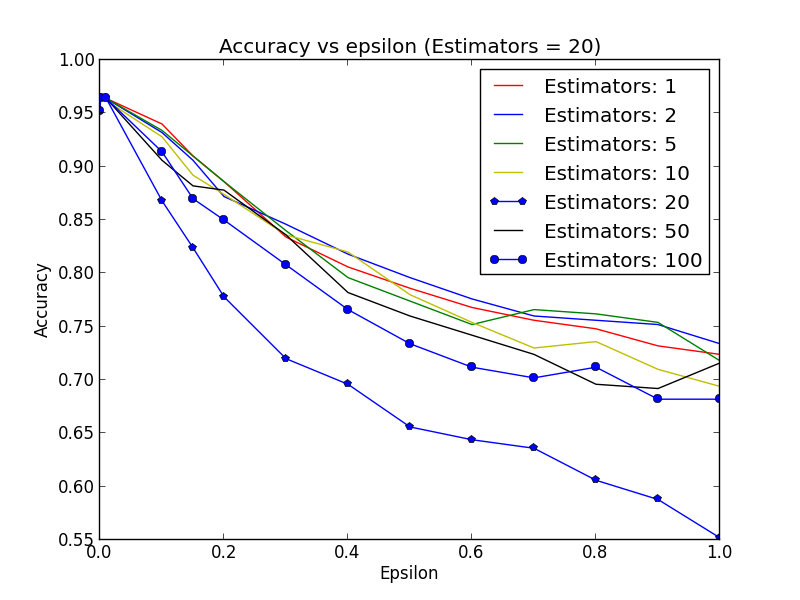 Accuracy vs epsilon (Estimators = 20)
1.00
0.95
0.90
0.85
0.80
0.75
0.70
0.65
0.60
0.55
Accuracy
Estimators: 1
Estimators: 2
Estimators: 5
Estimators: 10
Estimators: 20
Estimators: 50
Estimators: 100
0.0 0.2 0.4 0.6 0.8 1.0
Epsilon